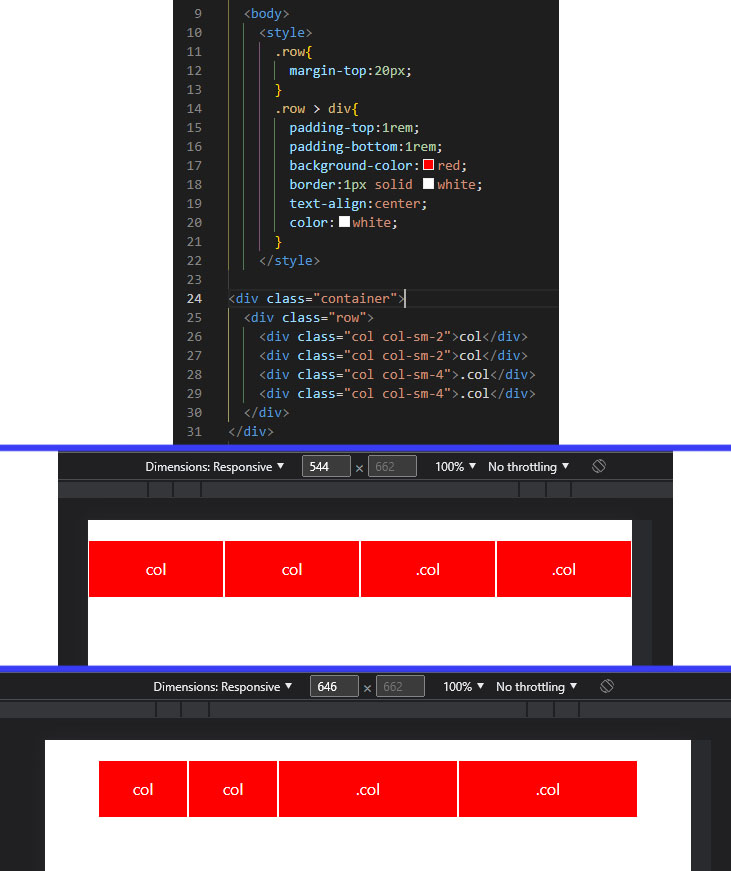 9 <body>
10 <style>
11 .row{
12 margin-top:20px;
13 }
14 .row > div{
15 padding-top:1rem;
16 padding-bottom:1rem;
17 background-color:red;
18 border:1px solid white;
19 text-align:center;
20 color:white;
21 }
22 </style>
23
24 <div class="container">
25 <div class="row">
26 <div class="col col-sm-2">col</div>
27 <div class="col col-sm-2">col</div>
28 <div class="col col-sm-4">.col</div>
29 <div class="col col-sm-4">.col</div>
30 </div>
31 </div>
Dimensions: Responsive ▼ 544 × 662 100% ▼ No throttling ▼
col col .col .col
Dimensions: Responsive ▼ 646 × 662 100% ▼ No throttling ▼
col col .col .col